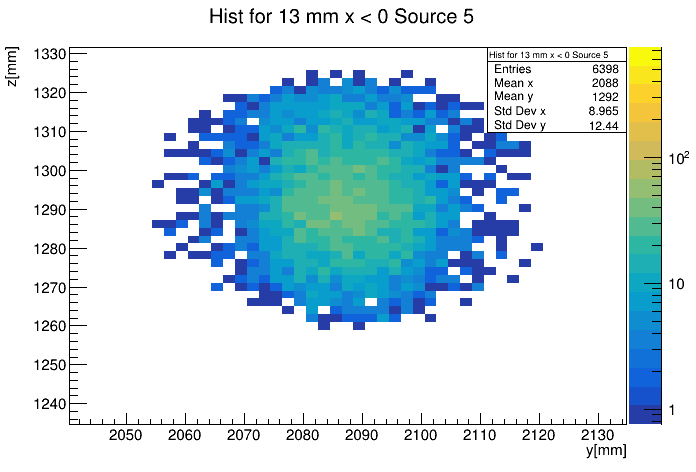 Hist for 13 mm x < 0 Source 5
z[mm]
1330
1320
1310
1300
1290
1280
1270
1260
1250
1240
Hist for 13 mm x < 0 Source 5
Entries 6398
Mean x 2088
Mean y 1292
Std Dev x 8.965
Std Dev y 12.44
10²
10
1
2050 2060 2070 2080 2090 2100 2110 2120 2130
y[mm]